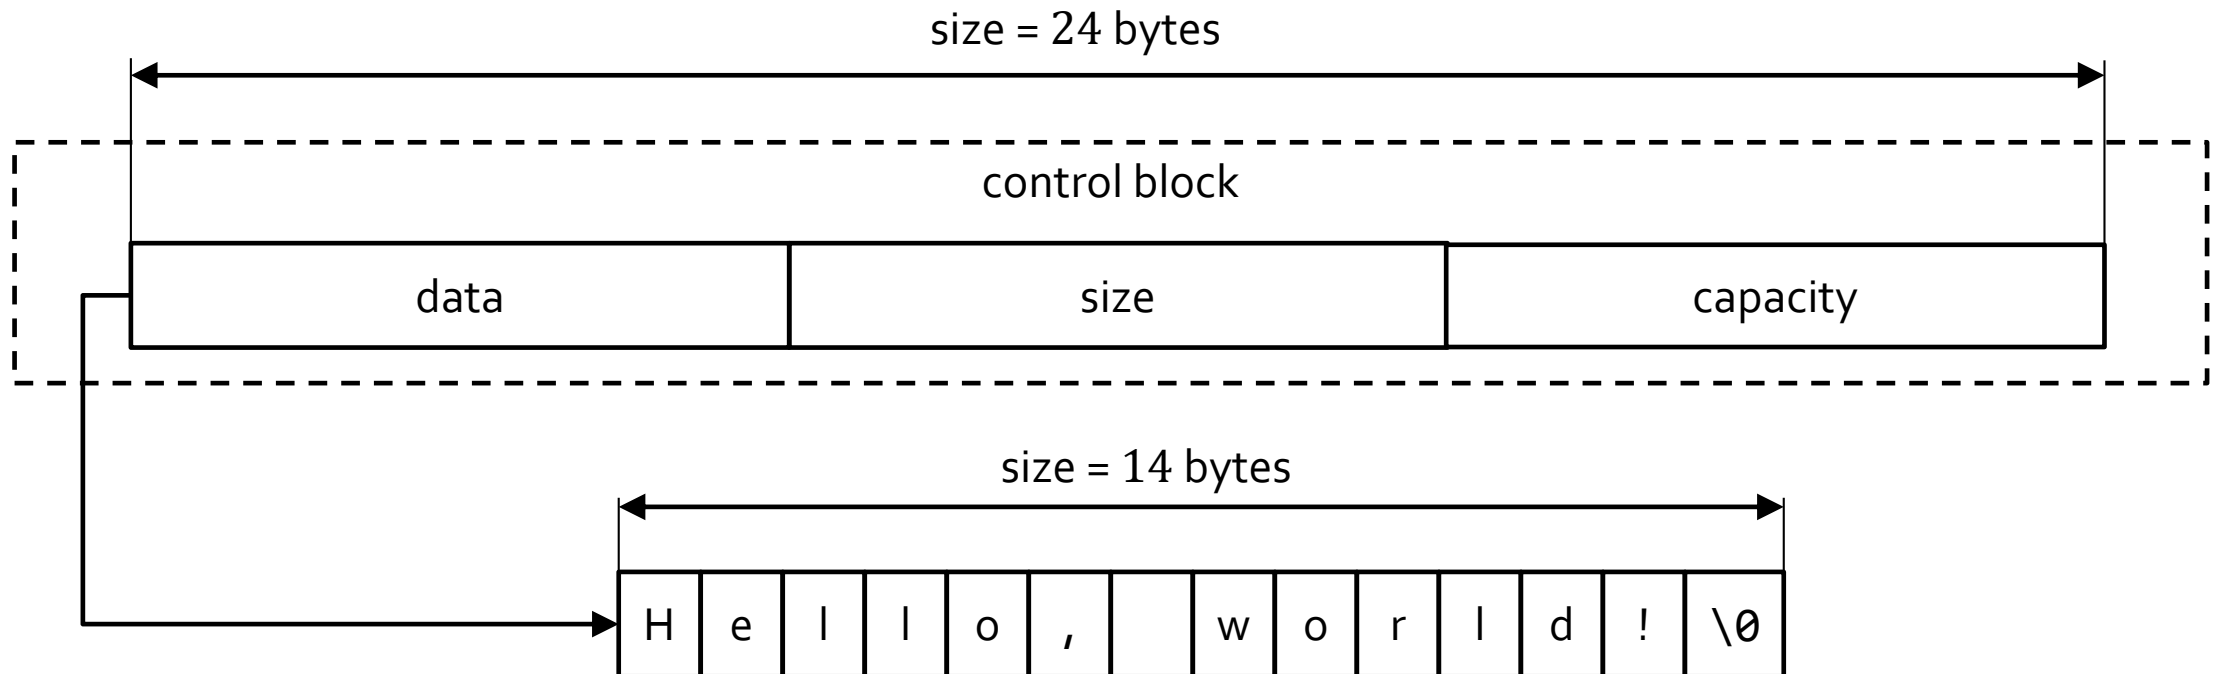 size = 24 bytes
control block
data size capacity
size = 14 bytes
H e l l o , w o r l d ! \0